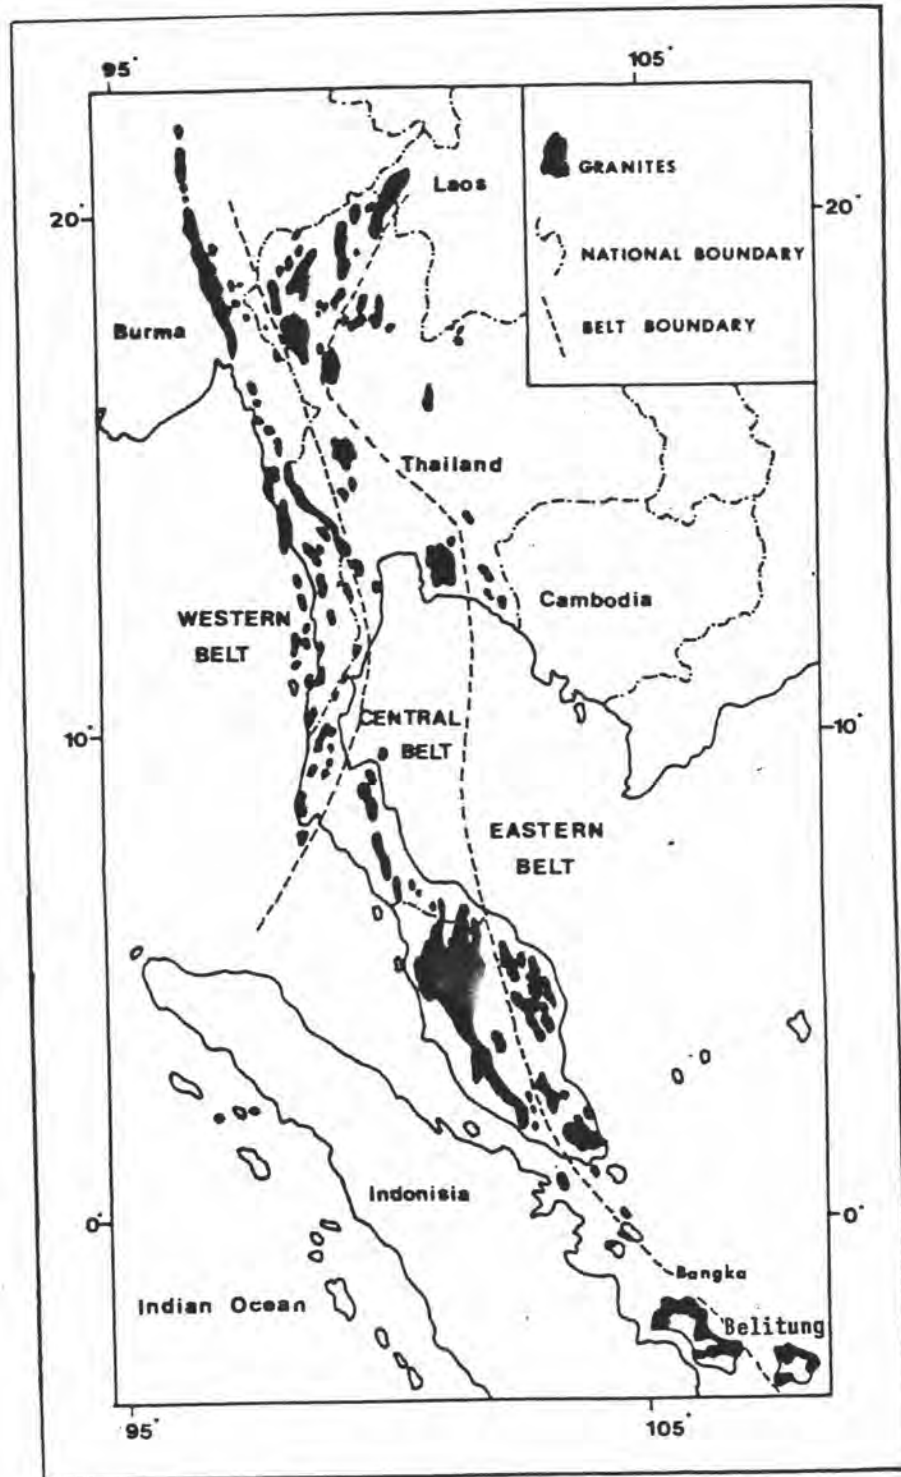 95°
105°
GRANITES
NATIONAL BOUNDARY
BELT BOUNDARY
Laos
20°
20°
Burma
Thailand
Cambodia
WESTERN
BELT
CENTRAL
BELT
10°
10°
EASTERN
BELT
Indonisia
0°
0°
Bangka
Indian Ocean
Belitung
95°
105°